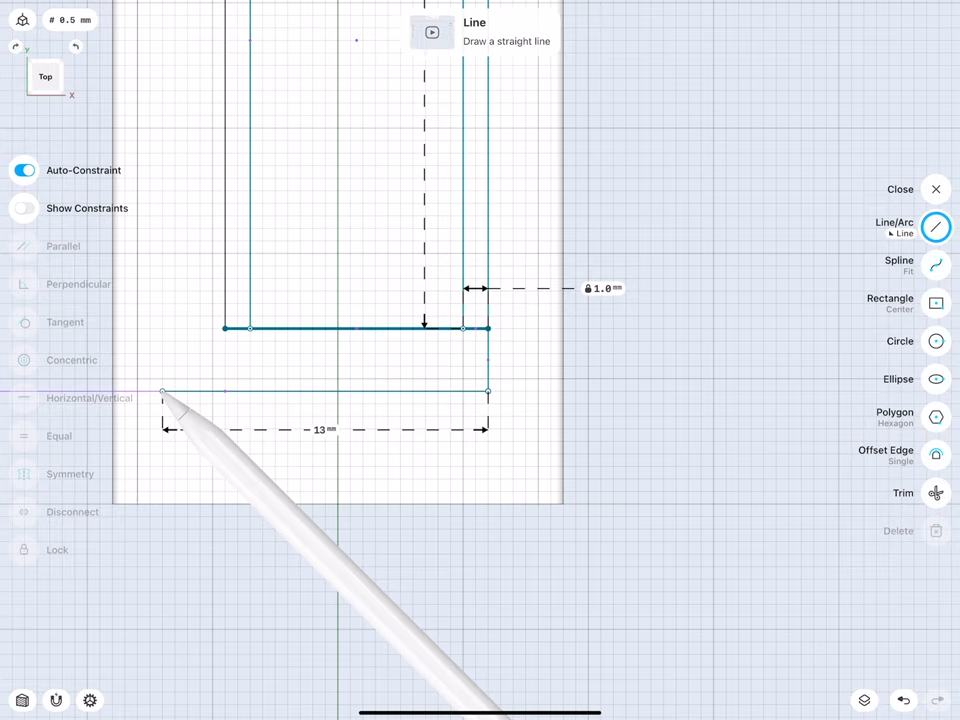 # 0.5 mm
Line
Draw a straight line
y
Top
X
Auto-Constraint
Show Constraints
Parallel
Perpendicular
Tangent
Concentric
Horizontal/Vertical
Equal
Symmetry
Disconnect
Lock
1.0 mm
13 mm
Close
Line/Arc
Line
Spline
Fit
Rectangle
Center
Circle
Ellipse
Polygon
Hexagon
Offset Edge
Single
Trim
Delete